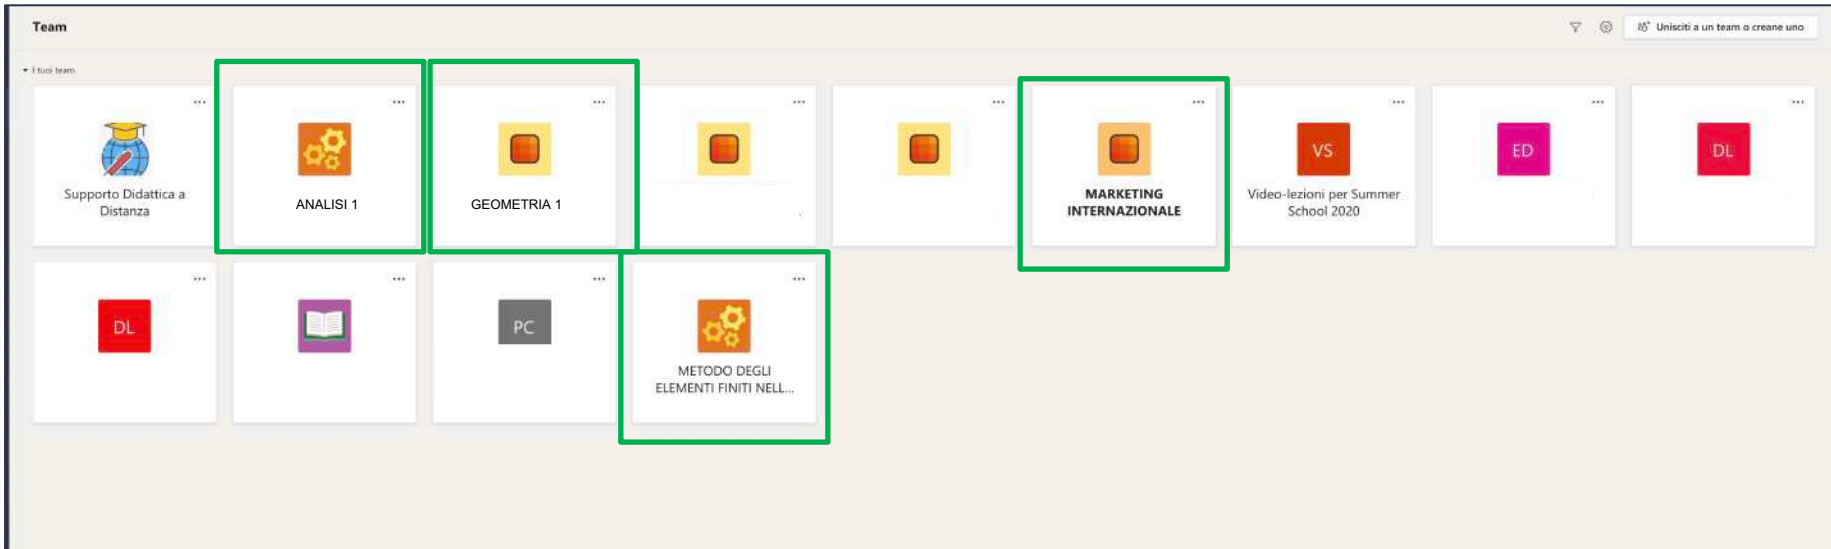 Team
Unisciti a un team o creane uno
I tuoi team
Supporto Didattica a
Distanza
ANALISI 1
GEOMETRIA 1
MARKETING
INTERNAZIONALE
VS
Video-lezioni per Summer
School 2020
ED
DL
DL
PC
METODO DEGLI
ELEMENTI FINITI NELL...